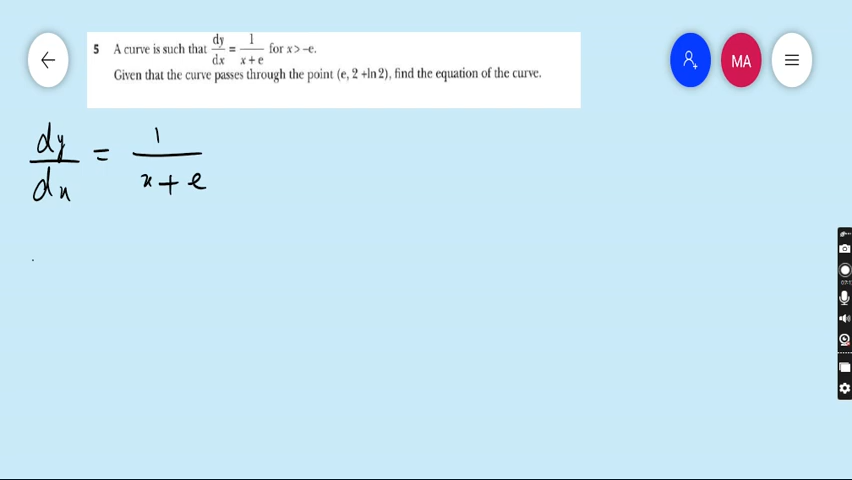 MA
5 A curve is such that dy/dx = 1/(x + e) for x > –e.
Given that the curve passes through the point (e, 2 +ln 2), find the equation of the curve.
dy/dx = 1/(x + e)